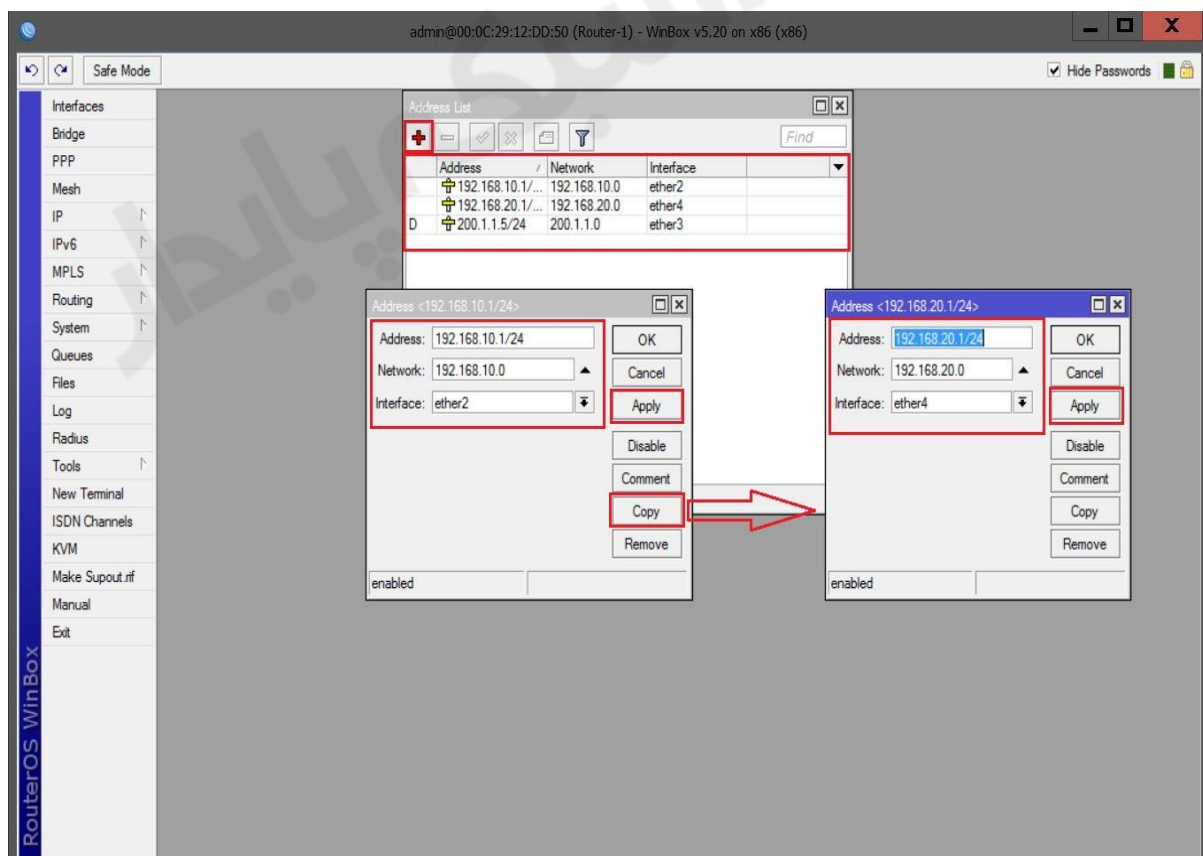 admin@00:0C:29:12:DD:50 (Router-1) - WinBox v5.20 on x86 (x86)
X
Safe Mode
Hide Passwords
Interfaces
Bridge
PPP
Mesh
IP
IPv6
MPLS
Routing
System
Queues
Files
Log
Radius
Tools
New Terminal
ISDN Channels
KVM
Make Supout.rif
Manual
Exit
RouterOS WinBox
Address List
Find
Address / Network Interface
192.168.10.1/... 192.168.10.0 ether2
192.168.20.1/... 192.168.20.0 ether4
D 200.1.1.5/24 200.1.1.0 ether3
Address <192.168.10.1/24>
Address: 192.168.10.1/24
Network: 192.168.10.0
Interface: ether2
OK
Cancel
Apply
Disable
Comment
Copy
Remove
enabled
Address <192.168.20.1/24>
Address: 192.168.20.1/24
Network: 192.168.20.0
Interface: ether4
OK
Cancel
Apply
Disable
Comment
Copy
Remove
enabled
پایدار